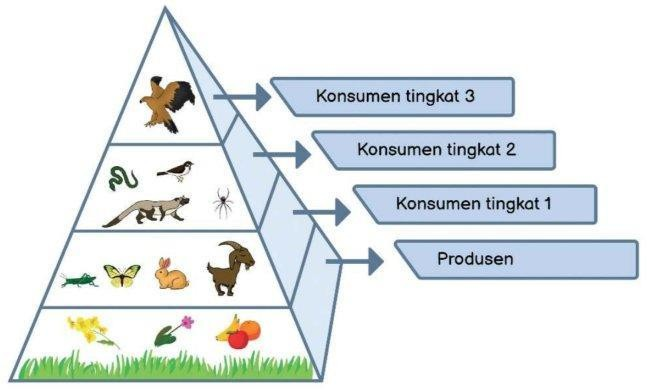 Konsumen tingkat 3
Konsumen tingkat 2
Konsumen tingkat 1
Produsen